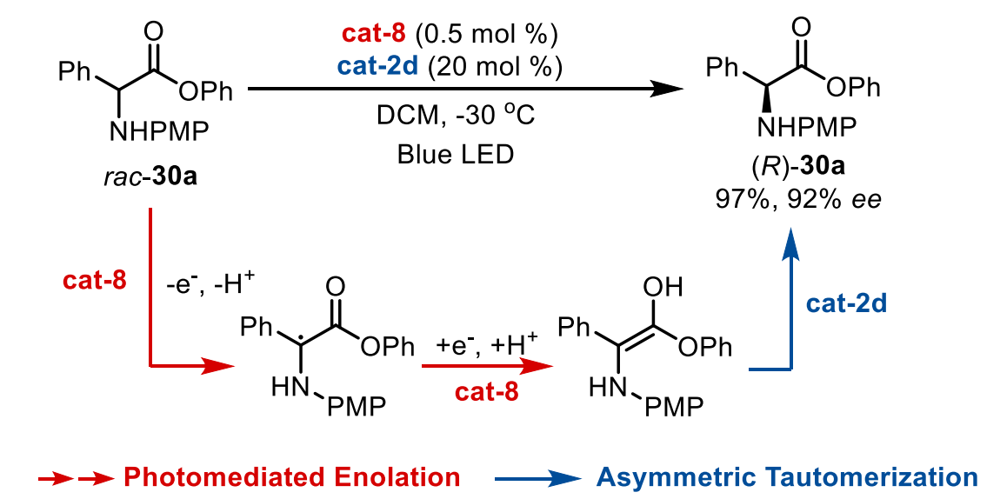 Ph
O
OPh
NHPMP
rac-30a
cat-8 (0.5 mol %)
cat-2d (20 mol %)
DCM, -30 °C
Blue LED
Ph
O
OPh
NHPMP
(R)-30a
97%, 92% ee
cat-8
-e⁻, -H⁺
Ph
O
OPh
HN
PMP
+e⁻, +H⁺
cat-8
Ph
OH
OPh
HN
PMP
cat-2d
Photomediated Enolation
Asymmetric Tautomerization